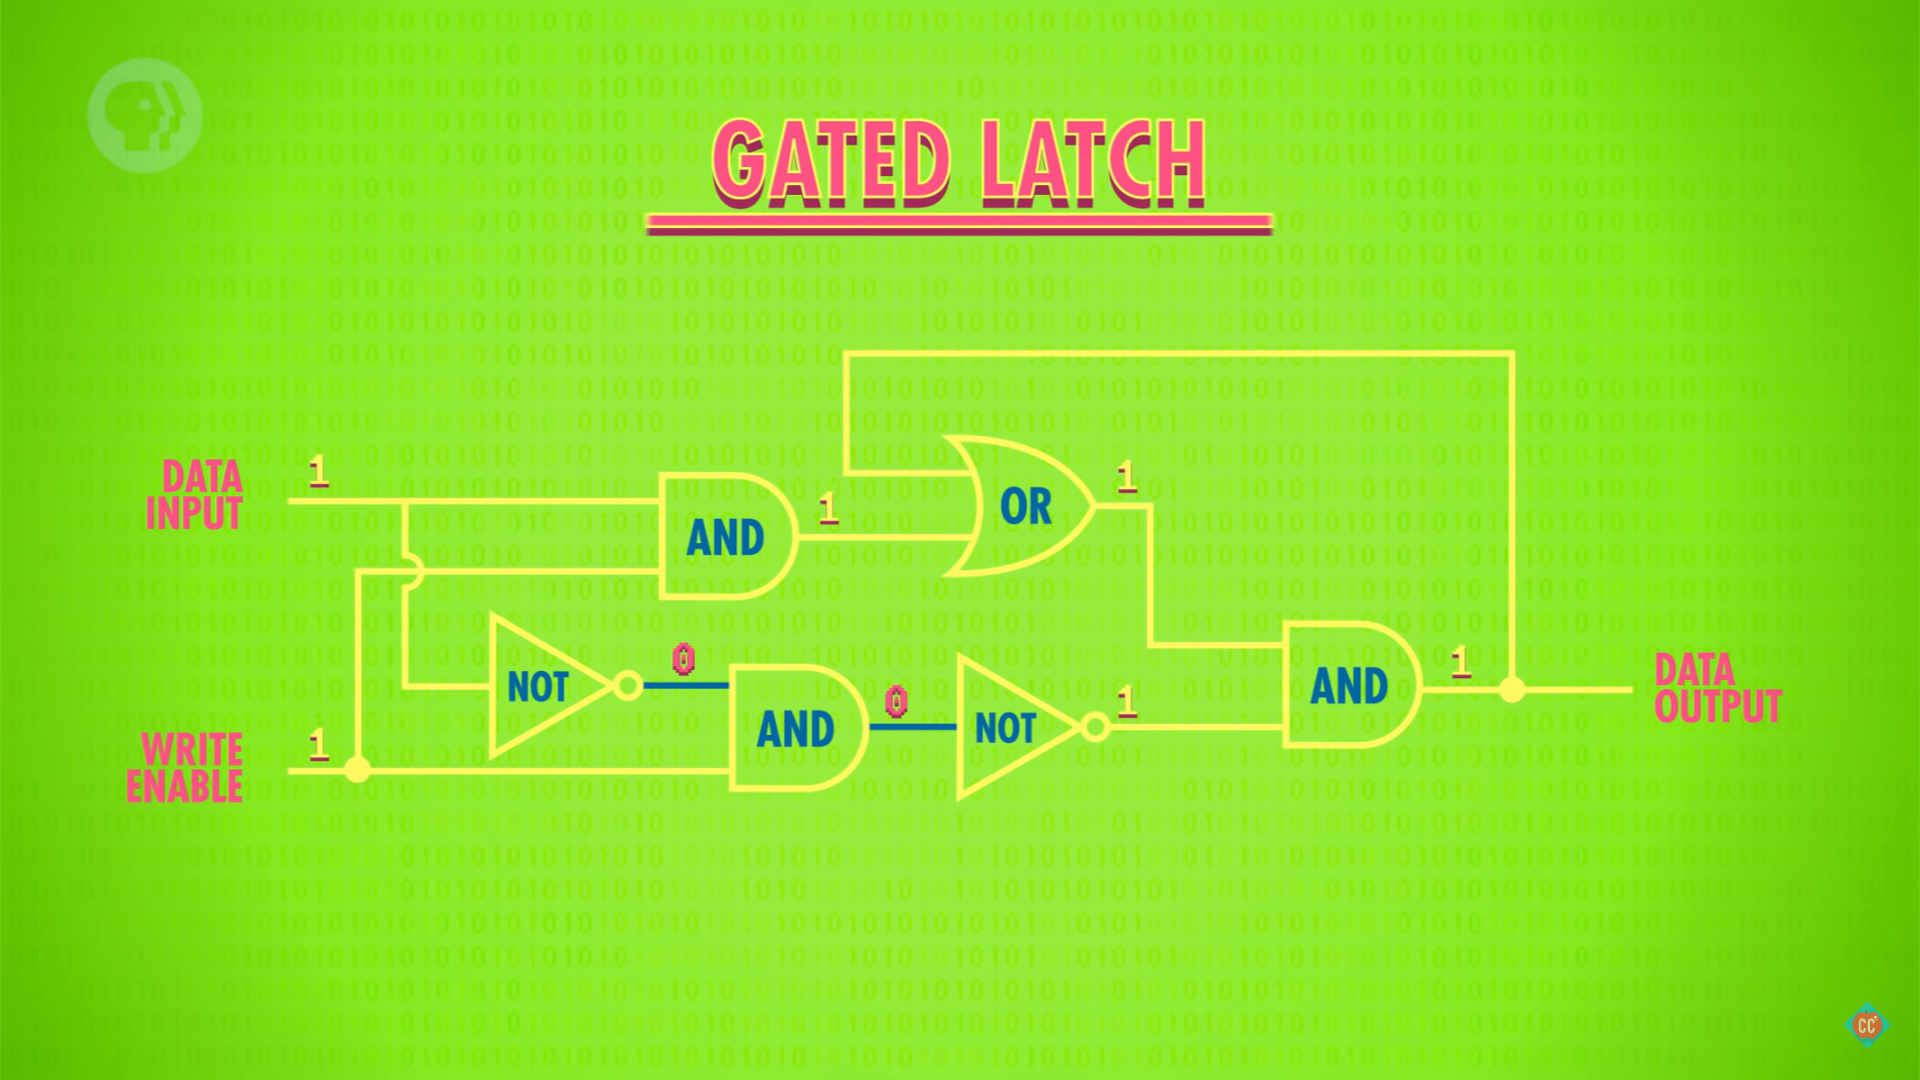 GATED LATCH
DATA
INPUT
1
AND
1
OR
1
NOT
0
AND
0
NOT
1
AND
1
DATA
OUTPUT
WRITE
ENABLE
1
CC